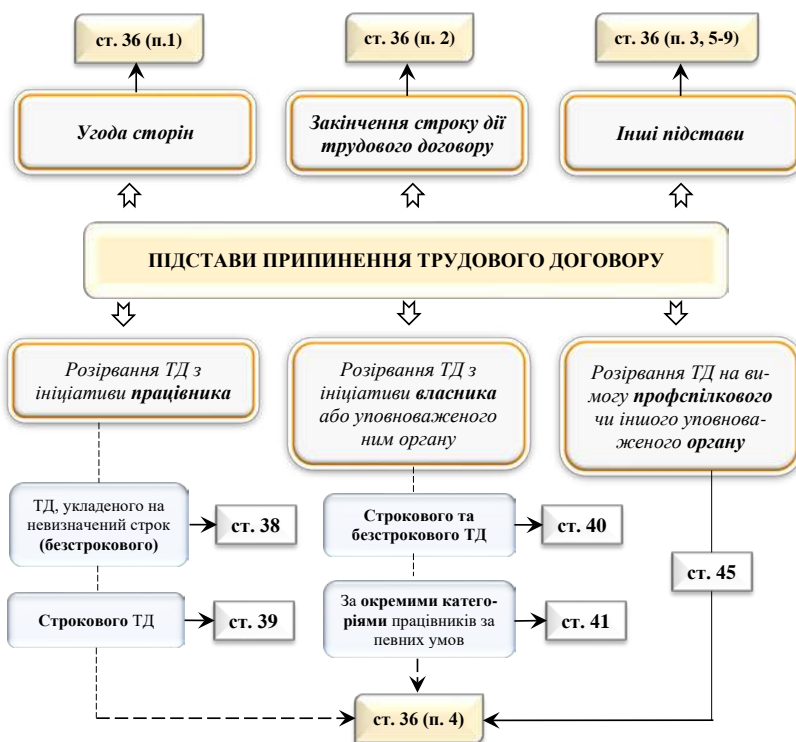 ст. 36 (п.1)
ст. 36 (п. 2)
ст. 36 (п. 3, 5-9)
Угода сторін
Закінчення строку дії
трудового договору
Інші підстави
ПІДСТАВИ ПРИПИНЕННЯ ТРУДОВОГО ДОГОВОРУ
Розірвання ТД з
ініціативи працівника
Розірвання ТД з
ініціативи власника
або уповноваженого
ним органу
Розірвання ТД на ви-
могу профспілкового
чи іншого уповнова-
женого органу
ТД, укладеного на
невизначений строк
(безстрокового)
ст. 38
Строкового та
безстрокового ТД
ст. 40
ст. 45
Строкового ТД
ст. 39
За окремими катего-
ріями працівників за
певних умов
ст. 41
ст. 36 (п. 4)